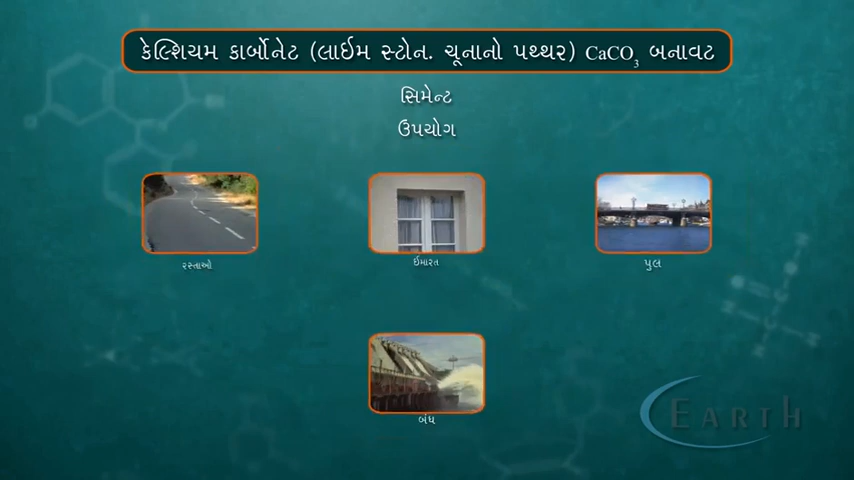 કેલ્શિયમ કાર્બોનેટ (લાઈમ સ્ટોન. ચૂનાનો પથ્થર) CaCO₃ બનાવટ
સિમેન્ટ
ઉપયોગ
રસ્તાઓ
ઈમારત
પુલ
બંધ
EARTH